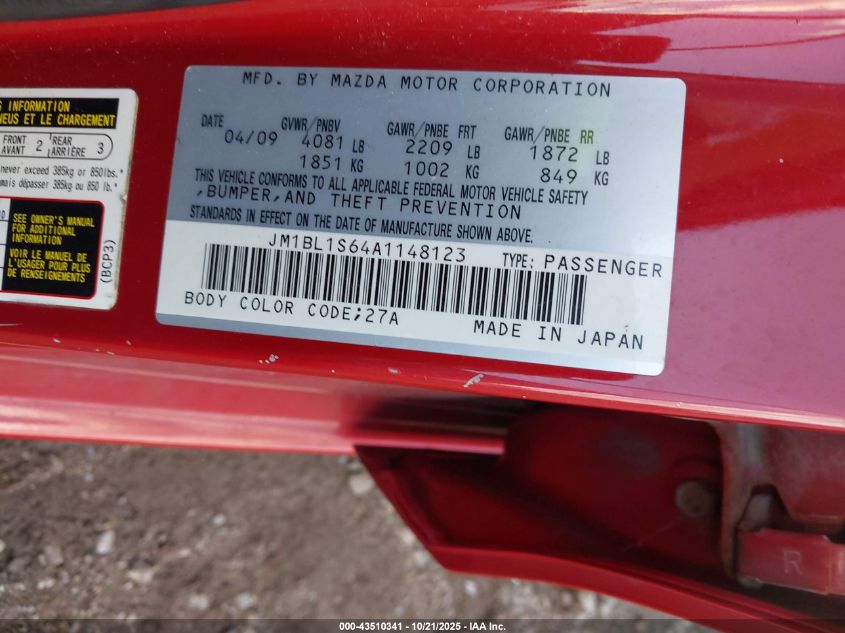 S INFORMATION
NEUS ET LE CHARGEMENT
FRONT 2 REAR 3
AVANT ARRIÈRE
never exceed 385kg or 850lbs.
amais dépasser 385kg ou 850 lb.
SEE OWNER'S MANUAL
FOR ADDITIONAL
INFORMATION
VOIR LE MANUEL DE
L'USAGER POUR PLUS
DE RENSEIGNEMENTS
(BCP3)
MFD. BY MAZDA MOTOR CORPORATION
DATE GVWR/PNBV GAWR/PNBE FRT GAWR/PNBE RR
04/09 4081 LB 2209 LB 1872 LB
1851 KG 1002 KG 849 KG
THIS VEHICLE CONFORMS TO ALL APPLICABLE FEDERAL MOTOR VEHICLE SAFETY
,BUMPER,AND THEFT PREVENTION
STANDARDS IN EFFECT ON THE DATE OF MANUFACTURE SHOWN ABOVE.
JM1BL1S64A1148123 TYPE: PASSENGER
BODY COLOR CODE;27A MADE IN JAPAN
R
000-43510341 - 10/21/2025 - IAA Inc.